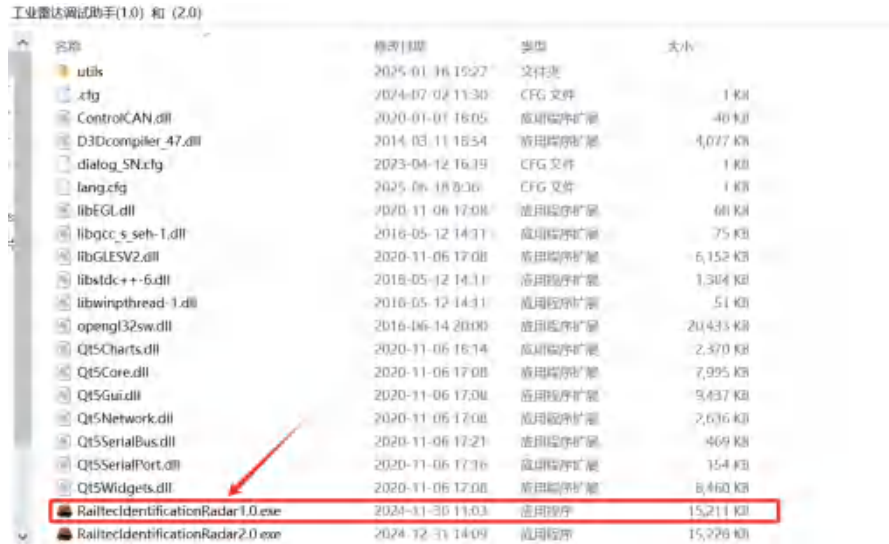 工业雷达调试助手(1.0) 和 (2.0)
名称 修改日期 类型 大小
utils 2025-01-16 15:27 文件夹
.cfg 2024-07-02 11:30 CFG 文件 1 KB
ControlCAN.dll 2020-01-01 16:05 应用程序扩展 40 KB
D3Dcompiler_47.dll 2014-03-11 18:54 应用程序扩展 4,077 KB
dialog_SN.cfg 2023-04-12 16:19 CFG 文件 1 KB
lang.cfg 2025-06-18 CFG 文件 1 KB
libEGL.dll 2020-11-06 17:08 应用程序扩展 KB
libgcc_s_seh-1.dll 2018-05-12 14:11 应用程序扩展 75 KB
libGLESV2.dll 2020-11-06 17:08 应用程序扩展 6,152 KB
libstdc++-6.dll 2018-05-12 14:11 应用程序扩展 1,384 KB
libwinpthread-1.dll 2018-05-12 14:11 应用程序扩展 51 KB
opengl32sw.dll 2016-06-14 20:00 应用程序扩展 20,433 KB
Qt5Charts.dll 2020-11-06 18:14 应用程序扩展 2,370 KB
Qt5Core.dll 2020-11-06 17:08 应用程序扩展 7,995 KB
Qt5Gui.dll 2020-11-06 17:08 应用程序扩展 9,437 KB
Qt5Network.dll 2020-11-06 17:08 应用程序扩展 2,636 KB
Qt5SerialBus.dll 2020-11-06 17:21 应用程序扩展 469 KB
Qt5SerialPort.dll 2020-11-06 17:16 应用程序扩展 154 KB
Qt5Widgets.dll 2020-11-06 17:08 应用程序扩展 8,460 KB
RailtecIdentificationRadar1.0.exe 2024-11-30 11:03 应用程序 15,211 KB
RailtecIdentificationRadar2.0.exe 2024-12-31 14:09 应用程序 15,226 KB